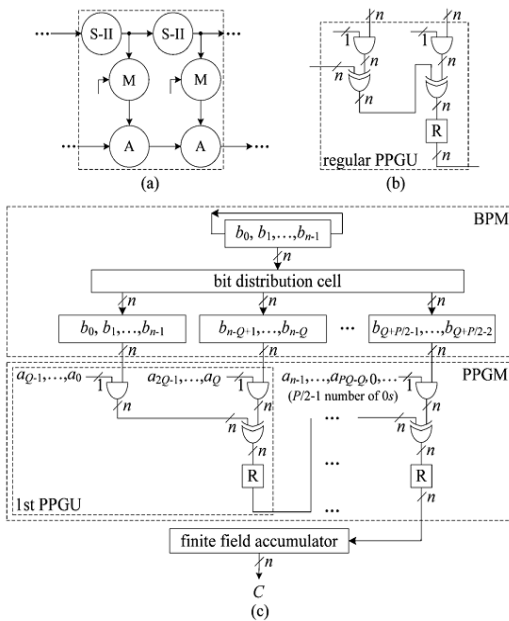 S-II S-II
M M
A A
(a)
1 1
n n
n n
n n
n n
R
n
regular PPGU
(b)
BPM
b0, b1,…,bn-1
n
bit distribution cell
n n n
b0, b1,…,bn-1 bn-Q+1,…,bn-Q … bQ+P/2-1,…,bQ+P/2-2
n n n
PPGM
aQ-1,…,a0 a2Q-1,…,aQ an-1,…,aPQ-Q,0,…
1 1 1
(P/2-1 number of 0s)
n n n
n … n
n n
R … R
n n
1st PPGU …
finite field accumulator
n
C
(c)